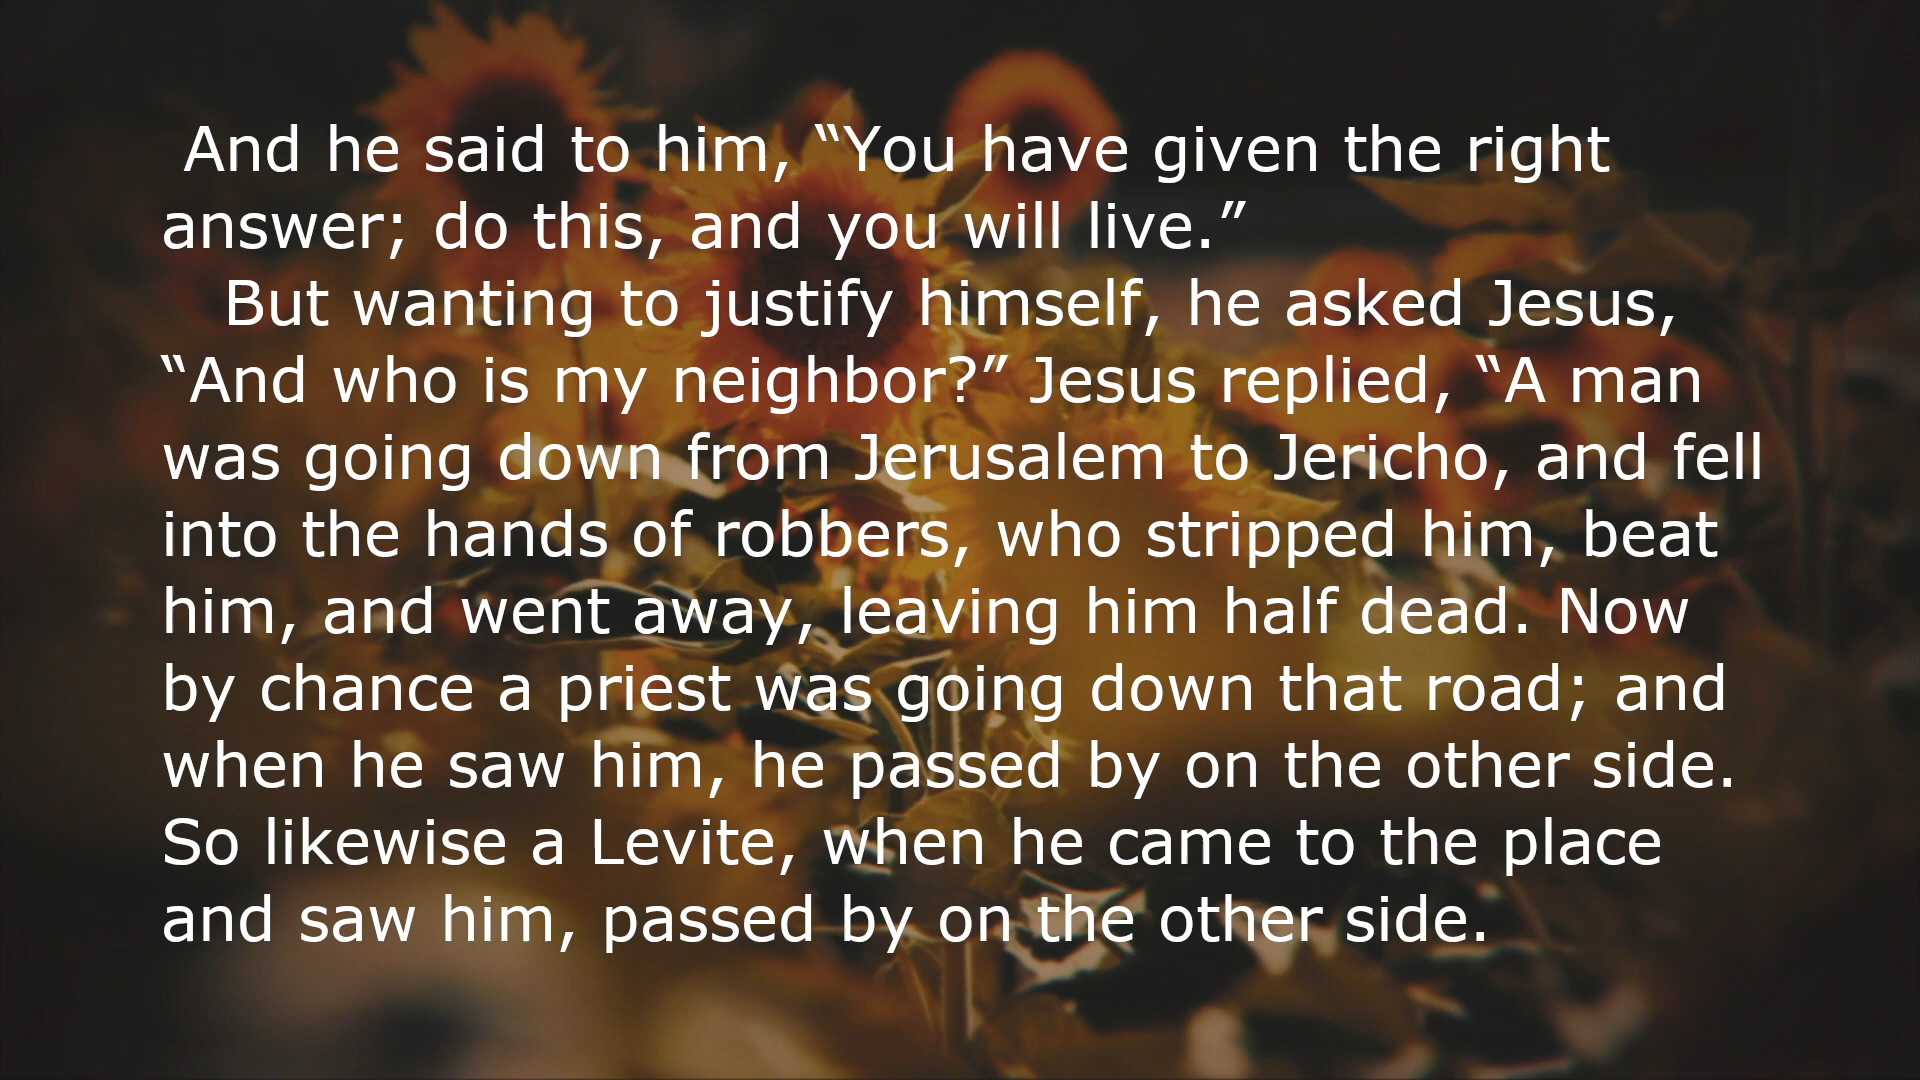 And he said to him, “You have given the right
answer; do this, and you will live.”
But wanting to justify himself, he asked Jesus,
“And who is my neighbor?” Jesus replied, “A man
was going down from Jerusalem to Jericho, and fell
into the hands of robbers, who stripped him, beat
him, and went away, leaving him half dead. Now
by chance a priest was going down that road; and
when he saw him, he passed by on the other side.
So likewise a Levite, when he came to the place
and saw him, passed by on the other side.